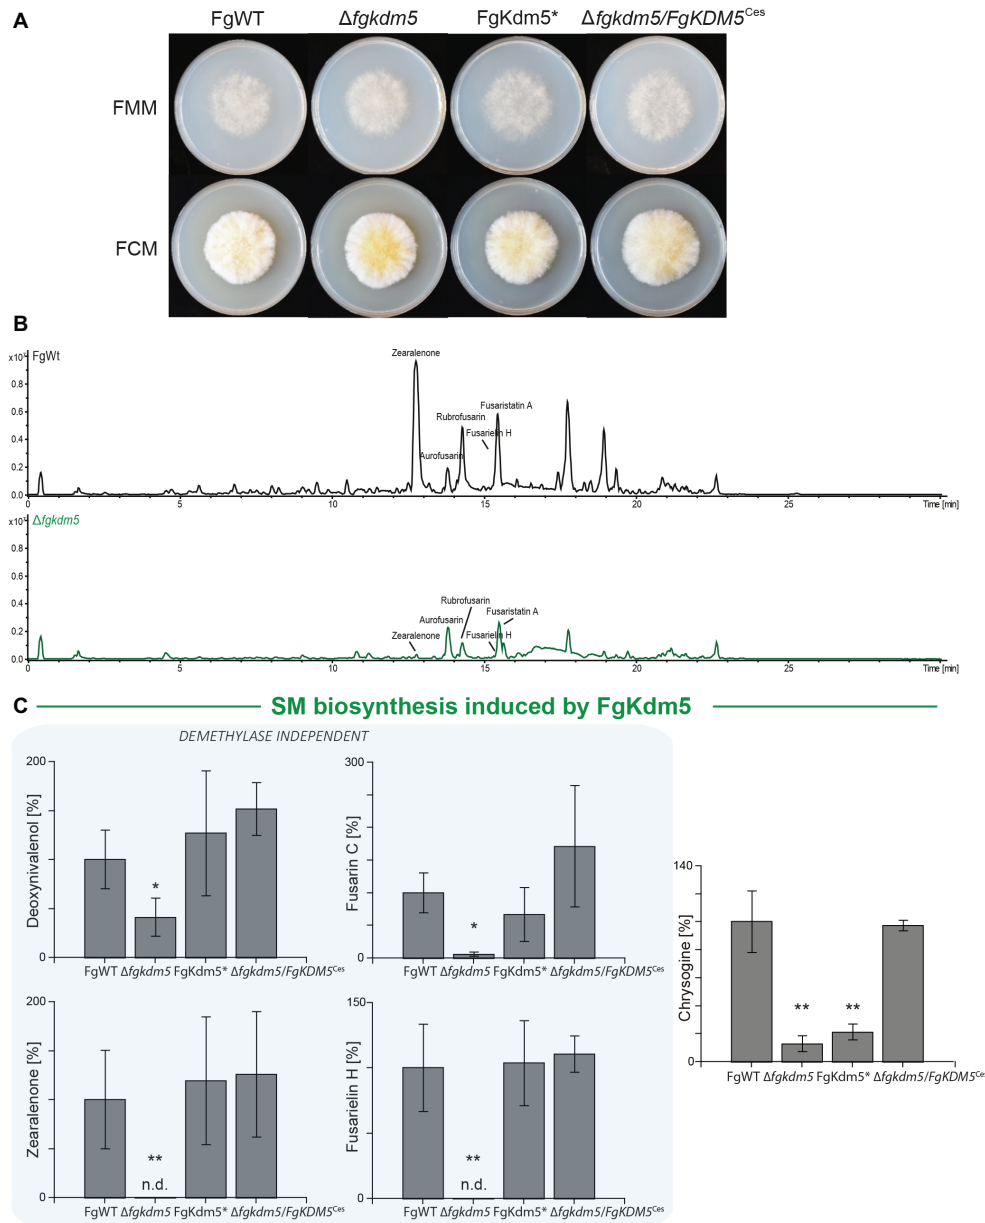 A
FgWT Δfgkdm5 FgKdm5* Δfgkdm5/FgKDM5Ces
FMM
FCM
B
x10 FgWt
Zearalenone
0.8
0.6
Fusaristatin A
Rubrofusarin
0.4
Fusarielin H
Aurofusarin
0.2
0.0
0 5 10 15 20 25 Time [min]
x10 Δfgkdm5
0.8
0.6
0.4
Rubrofusarin
Fusaristatin A
Aurofusarin
0.2
Zearalenone Fusarielin H
0.0
0 5 10 15 20 25 Time [min]
C SM biosynthesis induced by FgKdm5
DEMETHYLASE INDEPENDENT
200
Deoxynivalenol [%]
*
0
FgWT Δfgkdm5 FgKdm5* Δfgkdm5/FgKDM5Ces
300
Fusarin C [%]
*
0
FgWT Δfgkdm5 FgKdm5* Δfgkdm5/FgKDM5Ces
140
Chrysogine [%]
** **
0
FgWT Δfgkdm5 FgKdm5* Δfgkdm5/FgKDM5Ces
200
Zearalenone [%]
**
n.d.
0
FgWT Δfgkdm5 FgKdm5* Δfgkdm5/FgKDM5Ces
150
Fusarielin H [%]
**
n.d.
0
FgWT Δfgkdm5 FgKdm5* Δfgkdm5/FgKDM5Ces